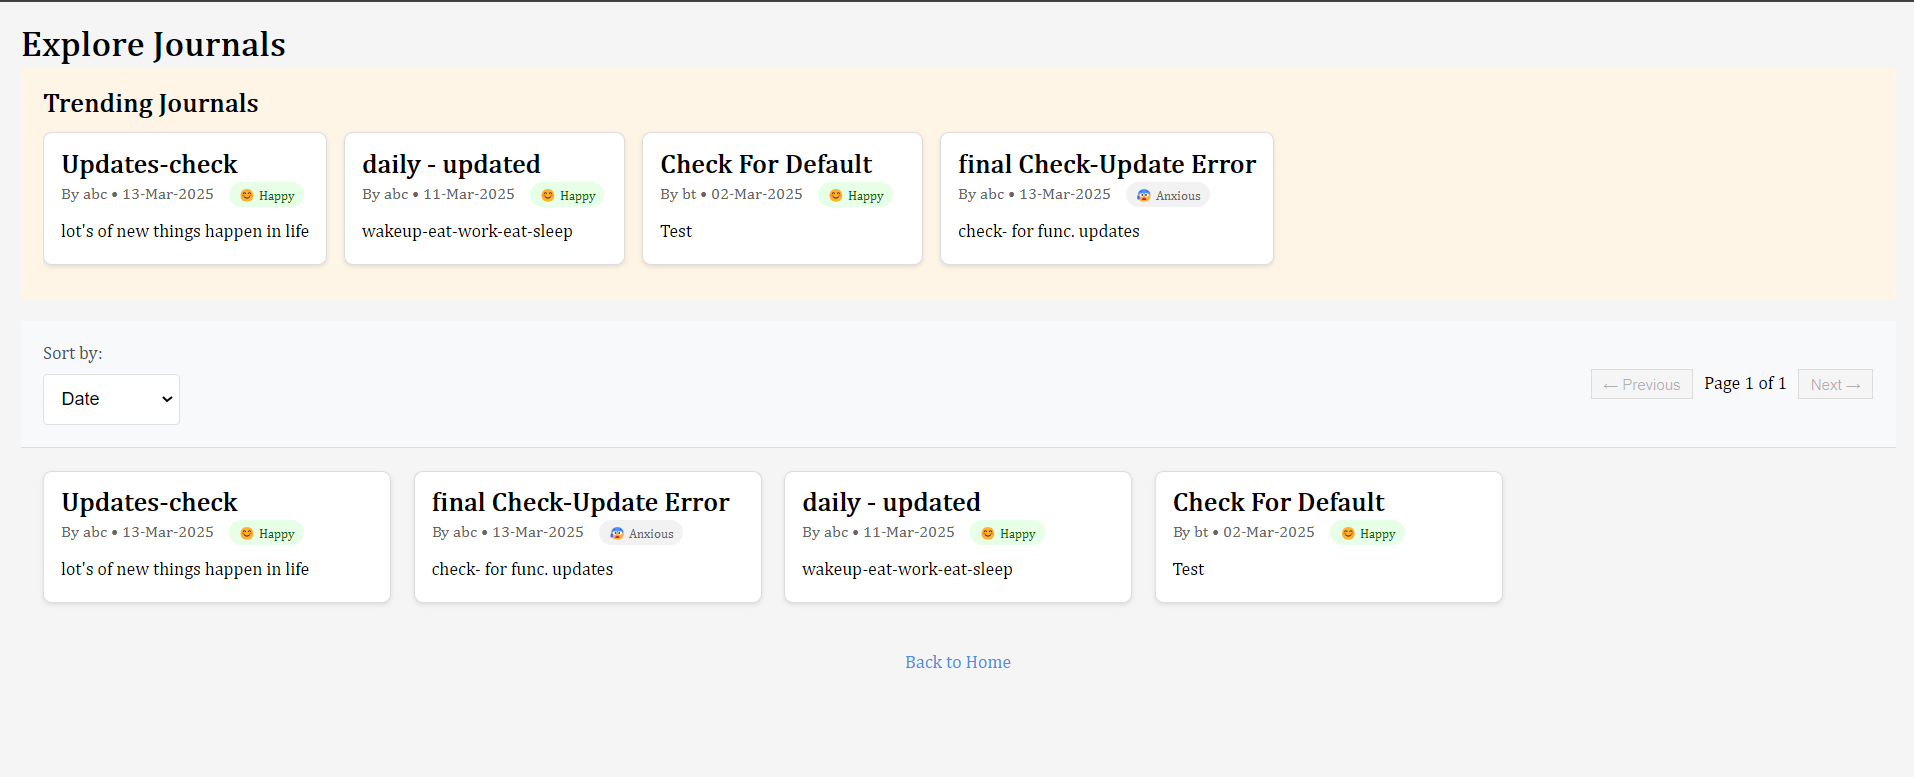 Explore Journals
Trending Journals
Updates-check
By abc • 13-Mar-2025 😊 Happy
lot's of new things happen in life
daily - updated
By abc • 11-Mar-2025 😊 Happy
wakeup-eat-work-eat-sleep
Check For Default
By bt • 02-Mar-2025 😊 Happy
Test
final Check-Update Error
By abc • 13-Mar-2025 😰 Anxious
check- for func. updates
Sort by:
Date
← Previous Page 1 of 1 Next →
Updates-check
By abc • 13-Mar-2025 😊 Happy
lot's of new things happen in life
final Check-Update Error
By abc • 13-Mar-2025 😰 Anxious
check- for func. updates
daily - updated
By abc • 11-Mar-2025 😊 Happy
wakeup-eat-work-eat-sleep
Check For Default
By bt • 02-Mar-2025 😊 Happy
Test
Back to Home